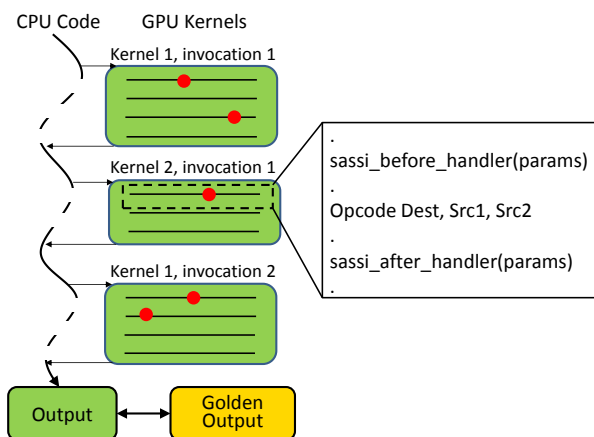 CPU Code
GPU Kernels
Kernel 1, invocation 1
Kernel 2, invocation 1
Kernel 1, invocation 2
.
sassi_before_handler(params)
.
Opcode Dest, Src1, Src2
.
sassi_after_handler(params)
.
Output
Golden
Output